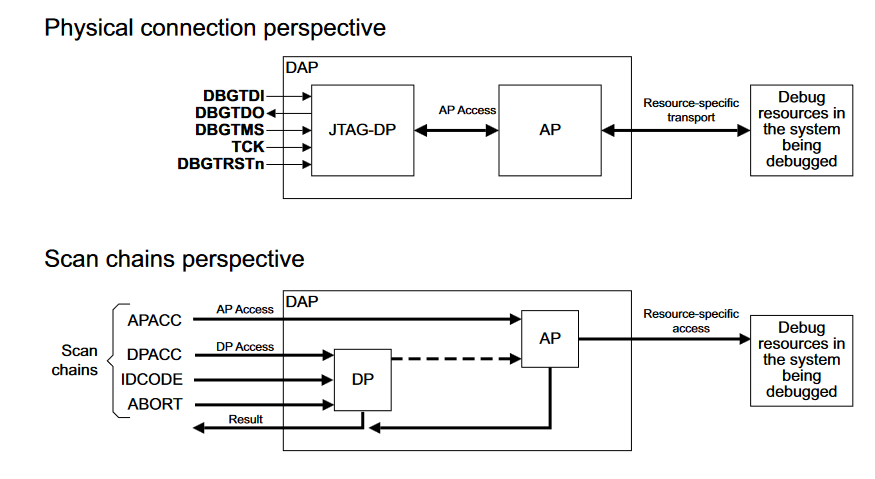 Physical connection perspective
DAP
DBGTDI
DBGTDO
DBGTMS
TCK
DBGTRSTn
JTAG-DP
AP Access
AP
Resource-specific
transport
Debug
resources in
the system
being
debugged
Scan chains perspective
DAP
Scan
chains
APACC
DPACC
IDCODE
ABORT
AP Access
DP Access
Result
DP
AP
Resource-specific
access
Debug
resources in
the system
being
debugged